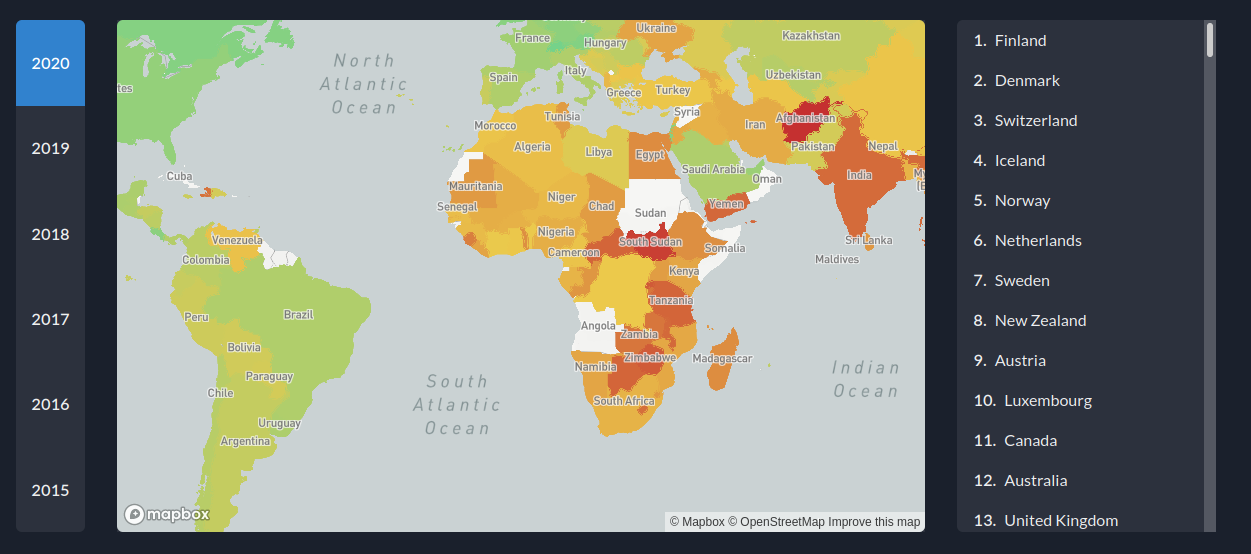 2020
2019
2018
2017
2016
2015
North
Atlantic
Ocean
South
Atlantic
Ocean
Indian
Ocean
tes
Cuba
Venezuela
Colombia
Peru
Brazil
Bolivia
Paraguay
Chile
Uruguay
Argentina
France
Hungary
Ukraine
Kazakhstan
Spain
Italy
Greece
Turkey
Uzbekistan
Syria
Iran
Afghanistan
Pakistan
Nepal
India
Sri Lanka
Maldives
Morocco
Tunisia
Algeria
Libya
Egypt
Saudi Arabia
Oman
Yemen
Mauritania
Senegal
Niger
Chad
Sudan
Nigeria
Cameroon
South Sudan
Somalia
Kenya
Tanzania
Angola
Zambia
Zimbabwe
Namibia
Madagascar
South Africa
mapbox
© Mapbox © OpenStreetMap Improve this map
1. Finland
2. Denmark
3. Switzerland
4. Iceland
5. Norway
6. Netherlands
7. Sweden
8. New Zealand
9. Austria
10. Luxembourg
11. Canada
12. Australia
13. United Kingdom